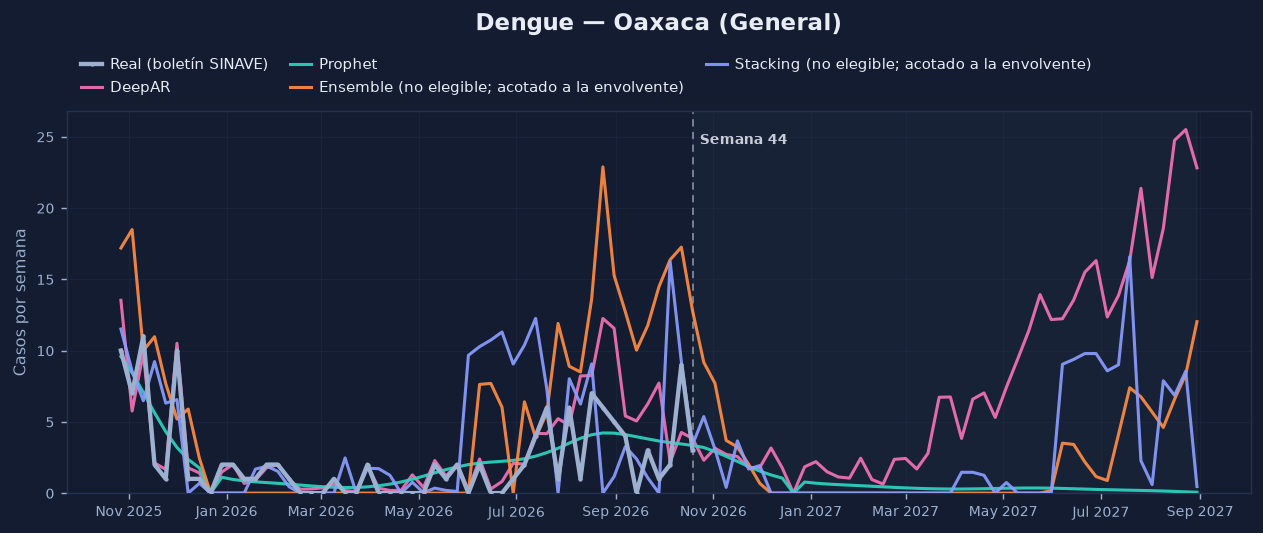 Dengue — Oaxaca (General)
Real (boletín SINAVE)
Prophet
Stacking (no elegible; acotado a la envolvente)
DeepAR
Ensemble (no elegible; acotado a la envolvente)
Semana 44
Casos por semana
25
20
15
10
5
0
Nov 2025
Jan 2026
Mar 2026
May 2026
Jul 2026
Sep 2026
Nov 2026
Jan 2027
Mar 2027
May 2027
Jul 2027
Sep 2027